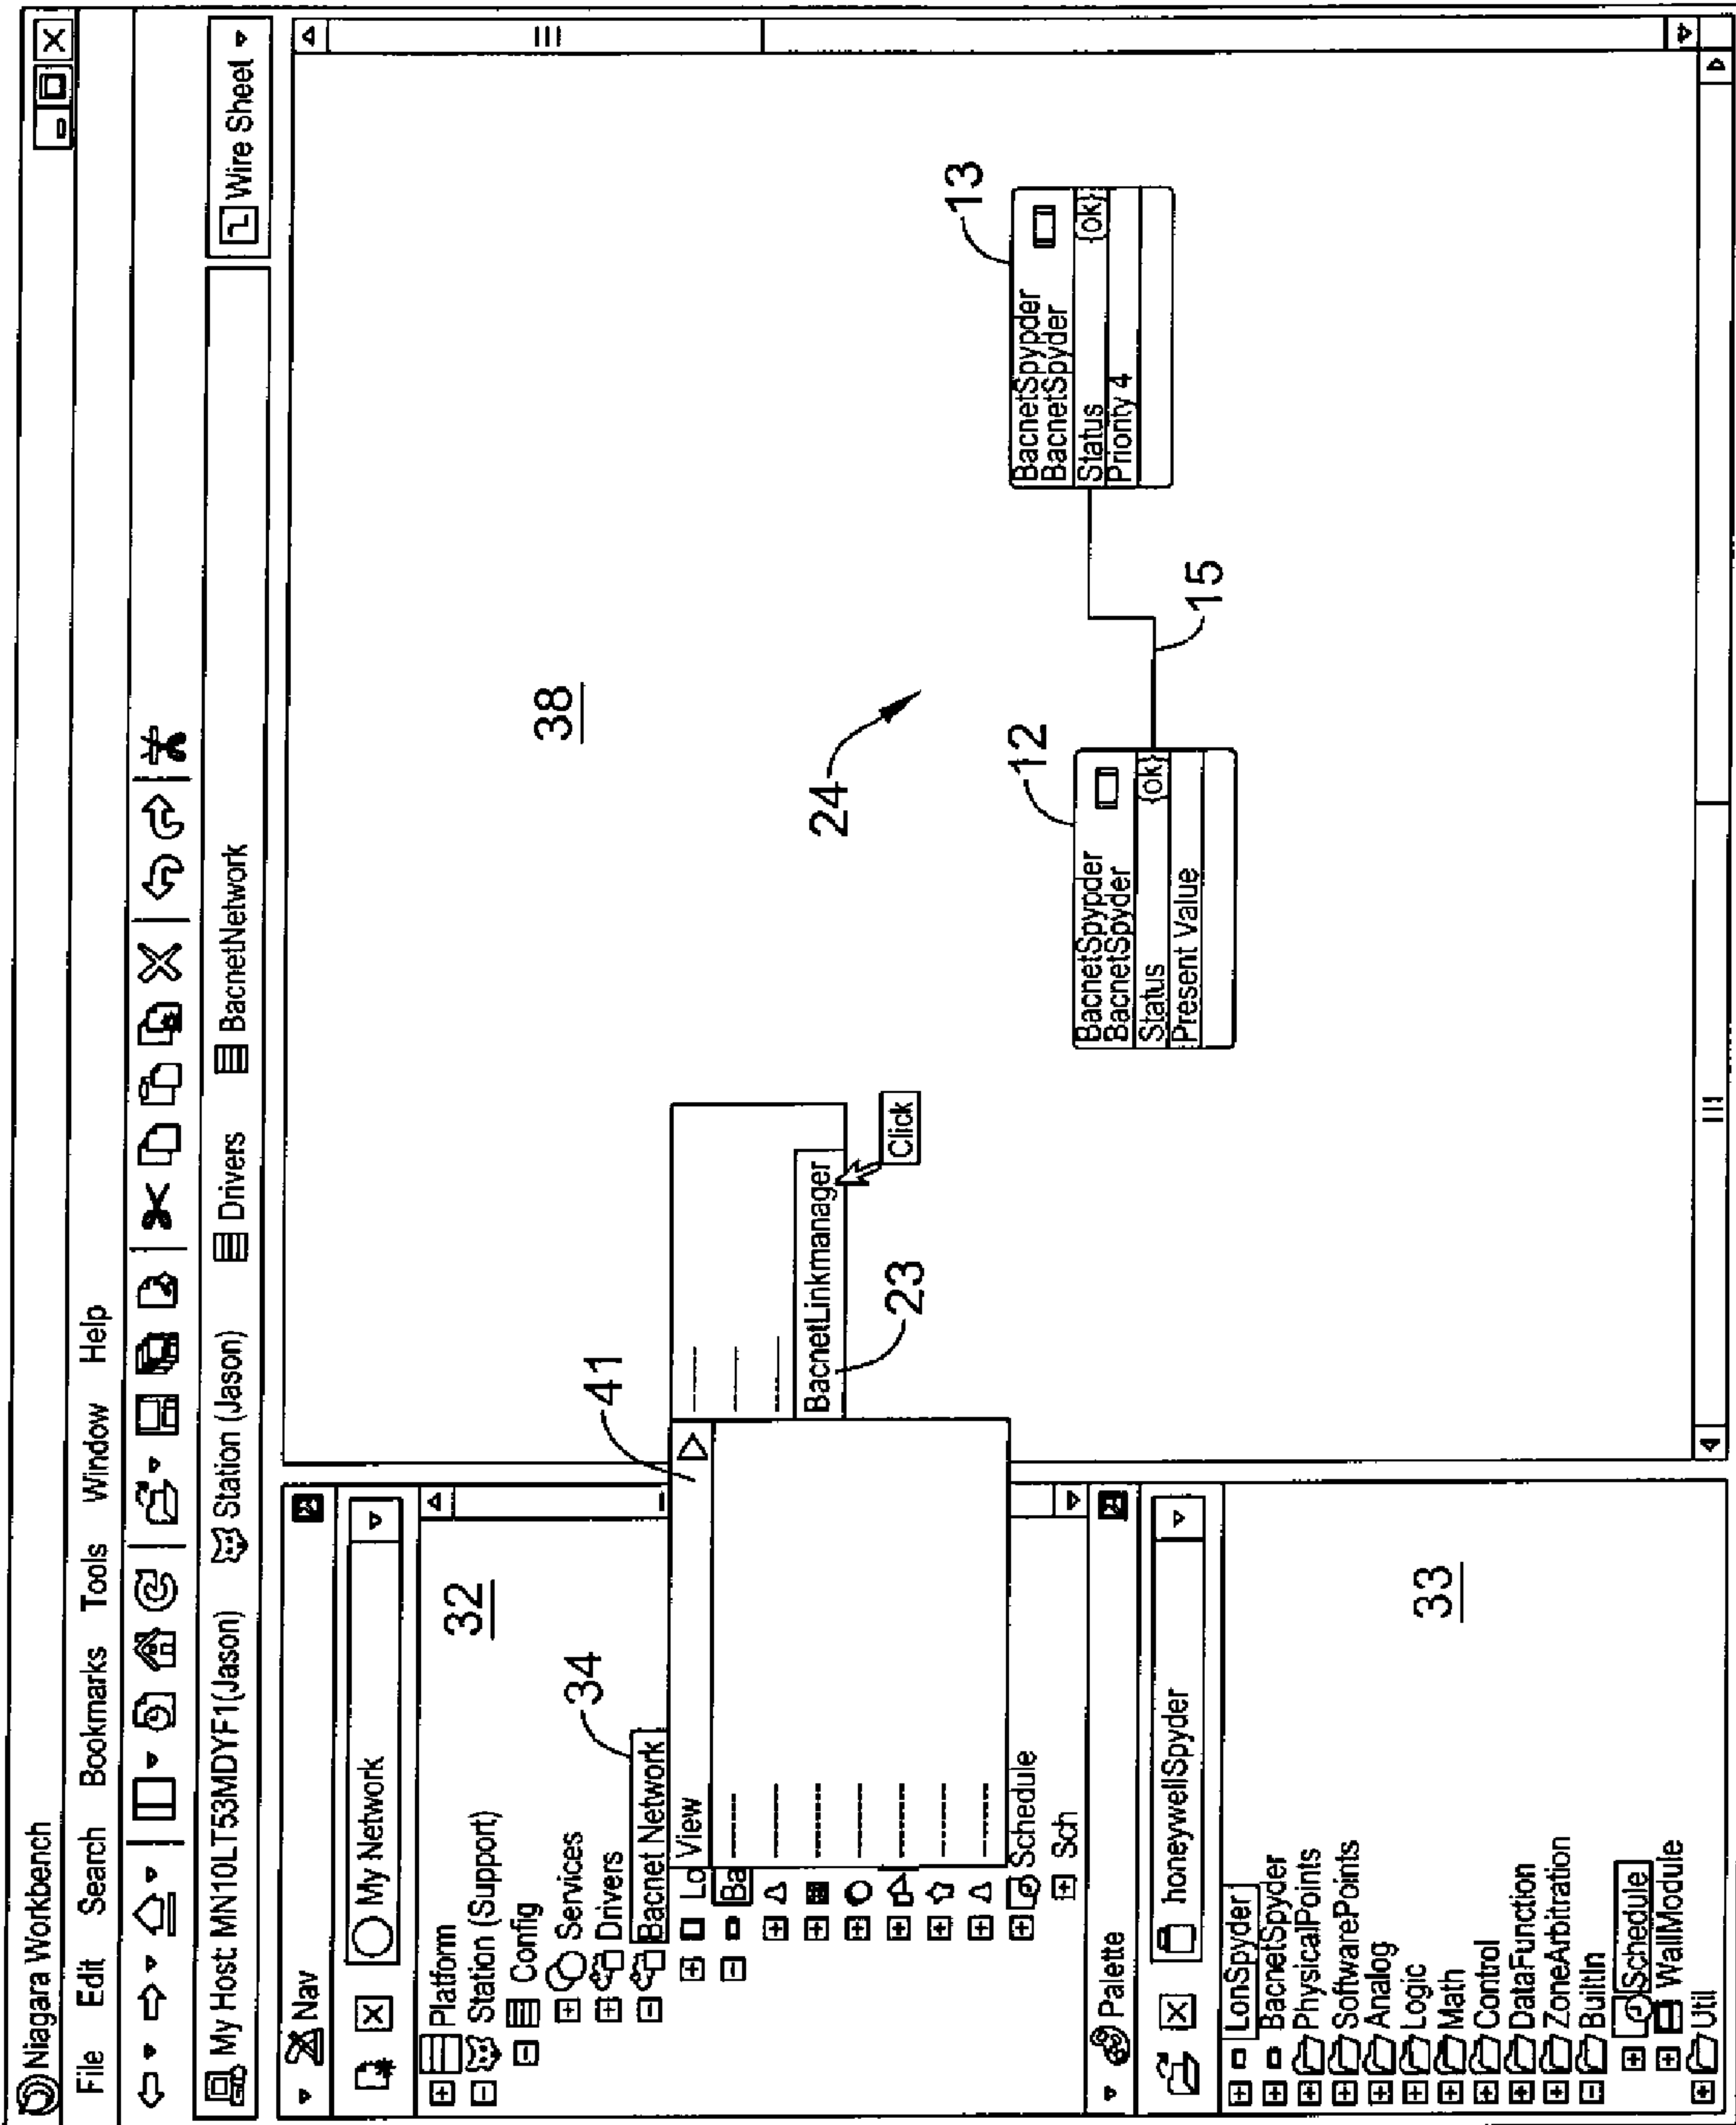 Niagara Workbench
File Edit Search Bookmarks Tools Window Help
My Host MN10LT53MDYF1(Jason) Station (Jason) Drivers BacnetNetwork Wire Sheet
Nav
My Network
32
Platform
Station (Support)
Config
Services
Drivers
Bacnet Network
34
Lo
Ba
View
41
BacnetLinkmanager
Click
23
Schedule
Sch
Palette
honeywellSpyder
33
LonSpyder
BacnetSpyder
PhysicalPoints
SoftwarePoints
Analog
Logic
Math
Control
DataFunction
ZoneArbitration
BuiltIn
Schedule
WallModule
Util
38
24
12
BacnetSpypder
BacnetSpyder
Status {ok}
Present Value
15
13
BacnetSpypder
BacnetSpyder
Status {ok}
Priority 4